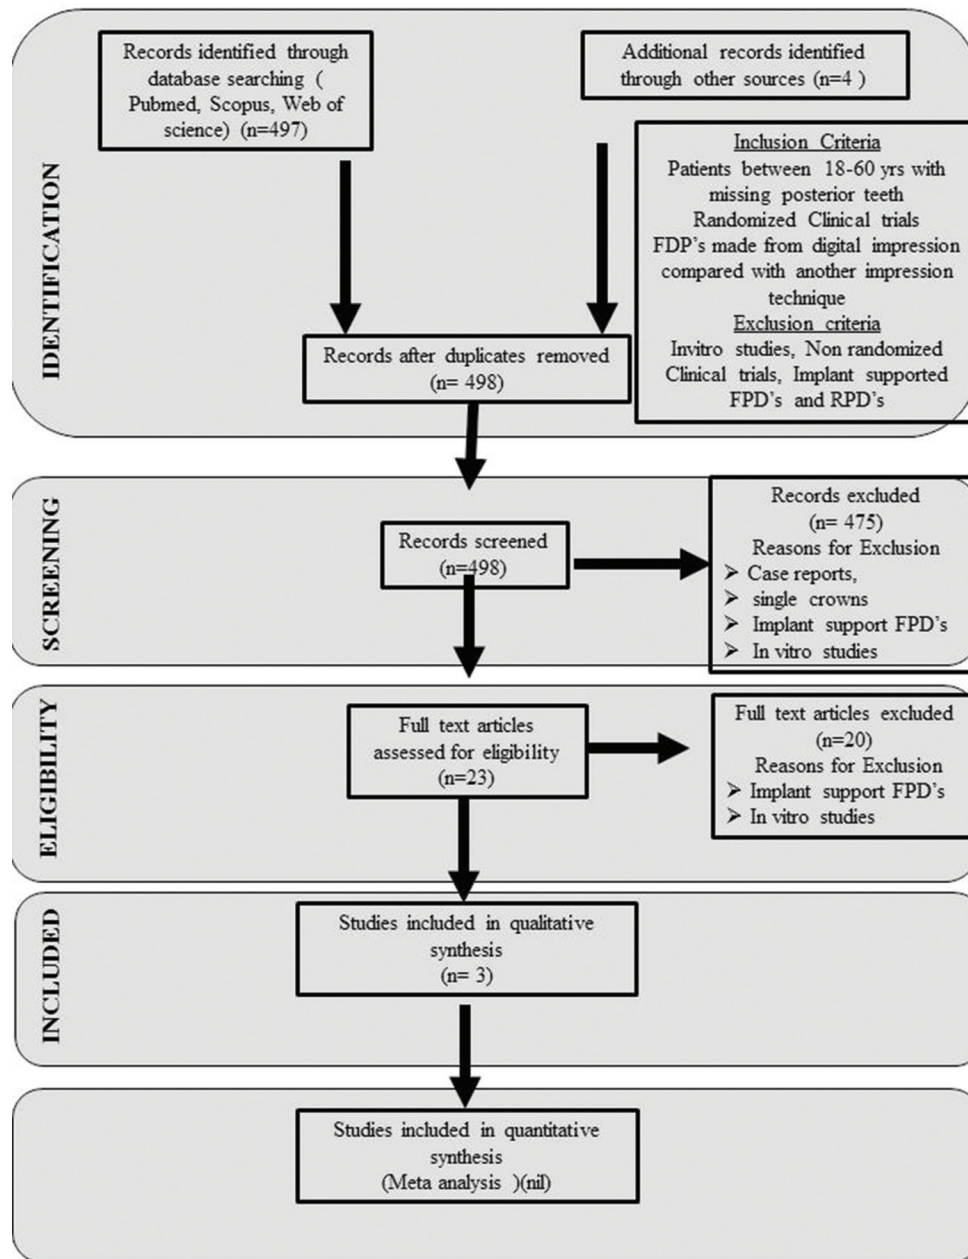 IDENTIFICATION
Records identified through
database searching (
Pubmed, Scopus, Web of
science) (n=497)
Additional records identified
through other sources (n=4 )
Inclusion Criteria
Patients between 18-60 yrs with
missing posterior teeth
Randomized Clinical trials
FDP's made from digital impression
compared with another impression
technique
Exclusion criteria
Invitro studies, Non randomized
Clinical trials, Implant supported
FPD's and RPD's
Records after duplicates removed
(n= 498)
SCREENING
Records screened
(n=498)
Records excluded
(n= 475)
Reasons for Exclusion
➢ Case reports,
➢ single crowns
➢ Implant support FPD's
➢ In vitro studies
ELIGIBILITY
Full text articles
assessed for eligibility
(n=23)
Full text articles excluded
(n=20)
Reasons for Exclusion
➢ Implant support FPD's
➢ In vitro studies
INCLUDED
Studies included in qualitative
synthesis
(n= 3)
Studies included in quantitative
synthesis
(Meta analysis )(nil)